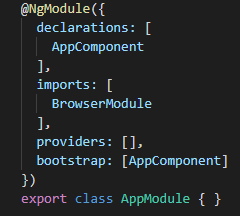 @NgModule({
declarations: [
AppComponent
],
imports: [
BrowserModule
],
providers: [],
bootstrap: [AppComponent]
})
export class AppModule { }